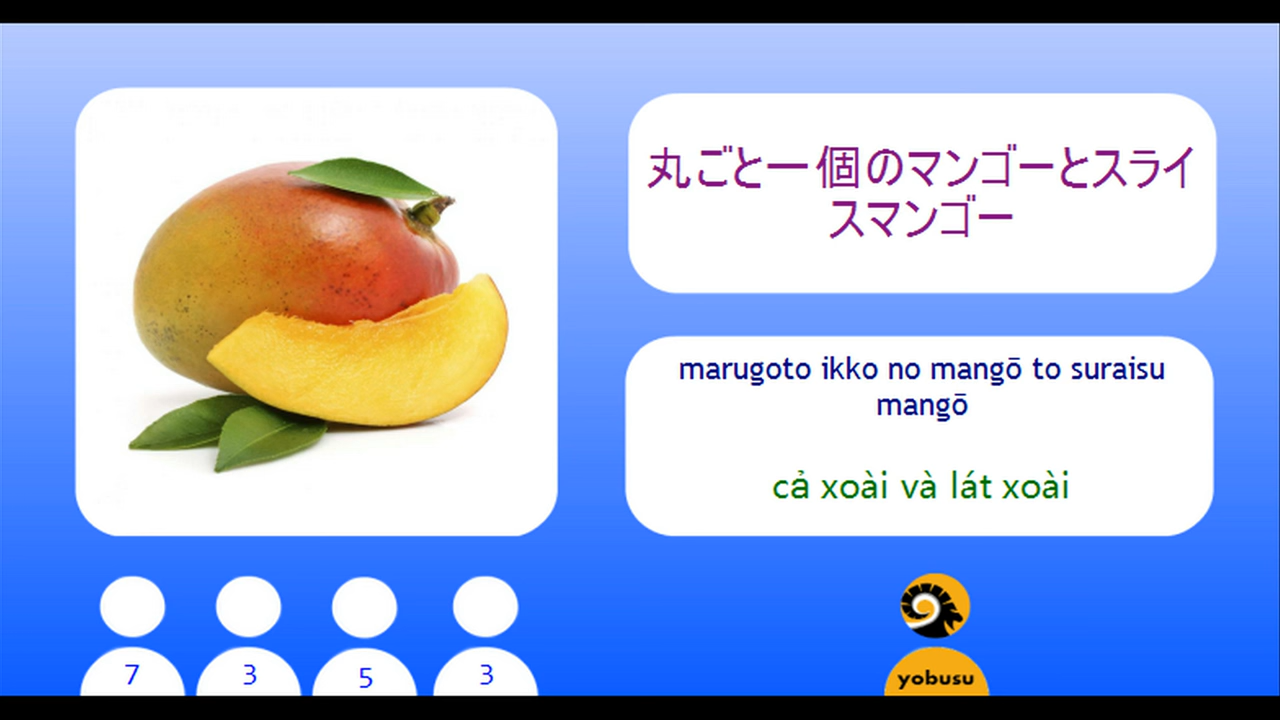 丸ごと一個のマンゴーとスライ
スマンゴー
marugoto ikko no mangō to suraisu
mangō
cả xoài và lát xoài
7 3 5 3
yobusu